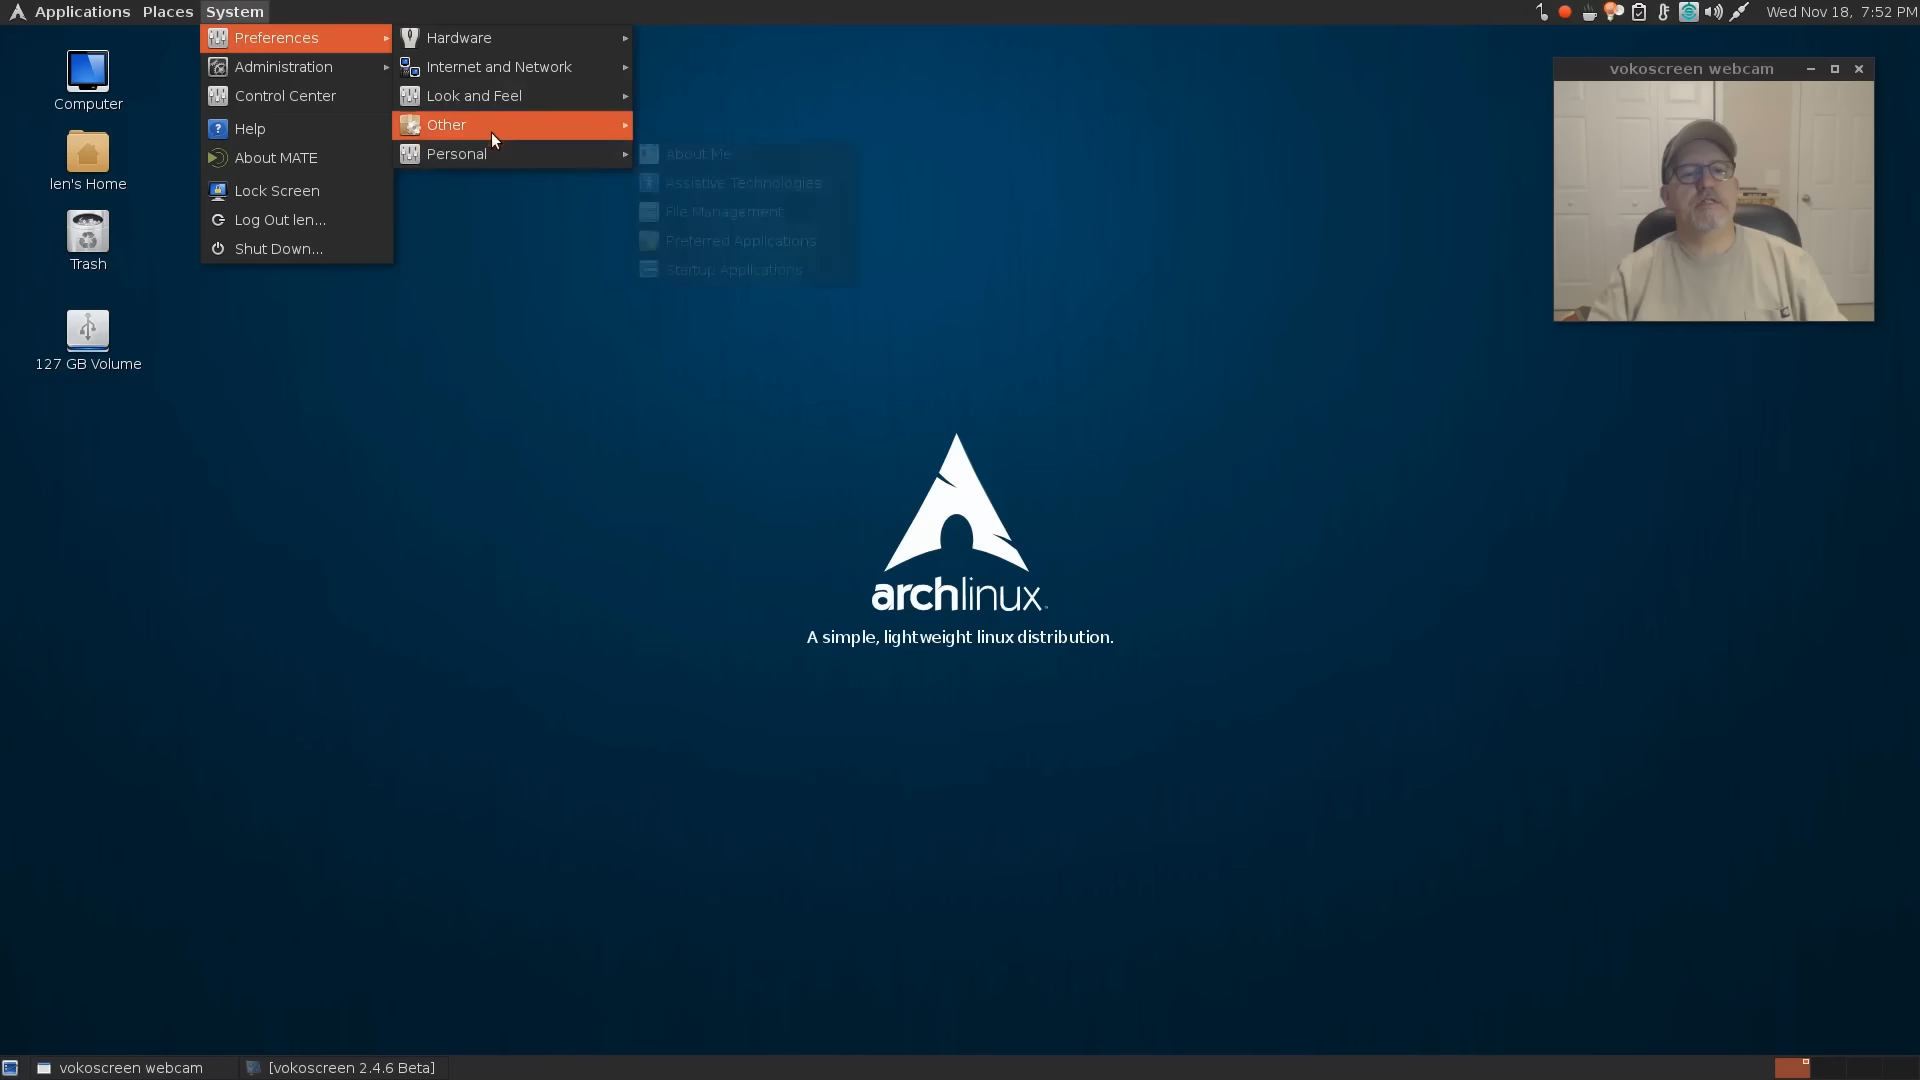 Applications Places System
Wed Nov 18, 7:52 PM
Preferences
Administration
Control Center
Help
About MATE
Lock Screen
Log Out len...
Shut Down...
Hardware
Internet and Network
Look and Feel
Other
Personal
About Me
Assistive Technologies
File Management
Preferred Applications
Startup Applications
Computer
len's Home
Trash
127 GB Volume
vokoscreen webcam
archlinux
A simple, lightweight linux distribution.
vokoscreen webcam
[vokoscreen 2.4.6 Beta]